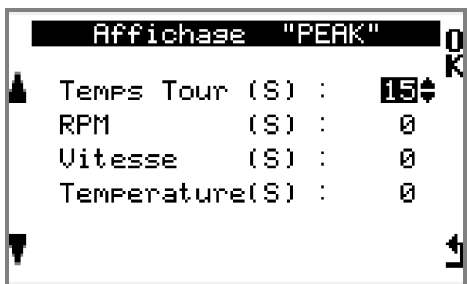 Affichage "PEAK"
OK
Temps Tour (S) : 15
RPM (S) : 0
Vitesse (S) : 0
Temperature(S) : 0